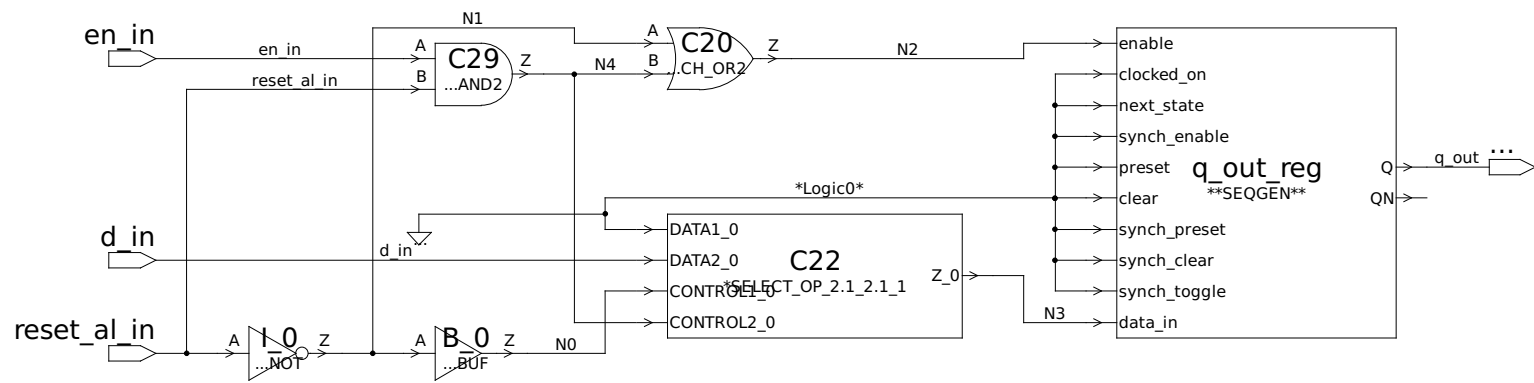 N1
en_in
en_in
A
C29
Z
B
...AND2
reset_al_in
N4
A
C20
Z
B
...CH_OR2
N2
enable
clocked_on
next_state
synch_enable
preset
q_out_reg
**SEQGEN**
Q
q_out
...
clear
QN
synch_preset
synch_clear
synch_toggle
data_in
*Logic0*
...
d_in
d_in
DATA1_0
DATA2_0
C22
*SELECT_OP_2.1_2.1_1
CONTROL1_0
CONTROL2_0
Z_0
N3
reset_al_in
A
I_0
Z
...NOT
A
B_0
Z
...BUF
N0